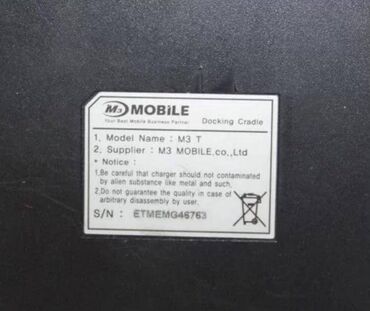 M3 MOBILE
Your Best Mobile Business Partner
Docking Cradle
1. Model Name : M3 T
2. Supplier : M3 MOBILE.co.,Ltd
* Notice :
1.Be careful that charger should not contaminated
by alien substance like metal and such.
2.Do not guarantee the quality in case of
arbitrary disassembly by user.
S/N : ETMEMG46763